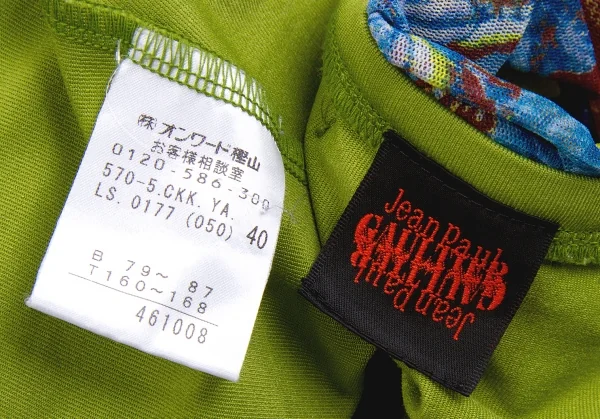 (株)オンワード樫山
お客様相談室
0120-586-300
570-5.CKK. YA.
LS. 0177 (050) 40
B 79～ 87
T160～168
461008
Jean Paul
GAULTIER
GAULTIER
Jean Paul